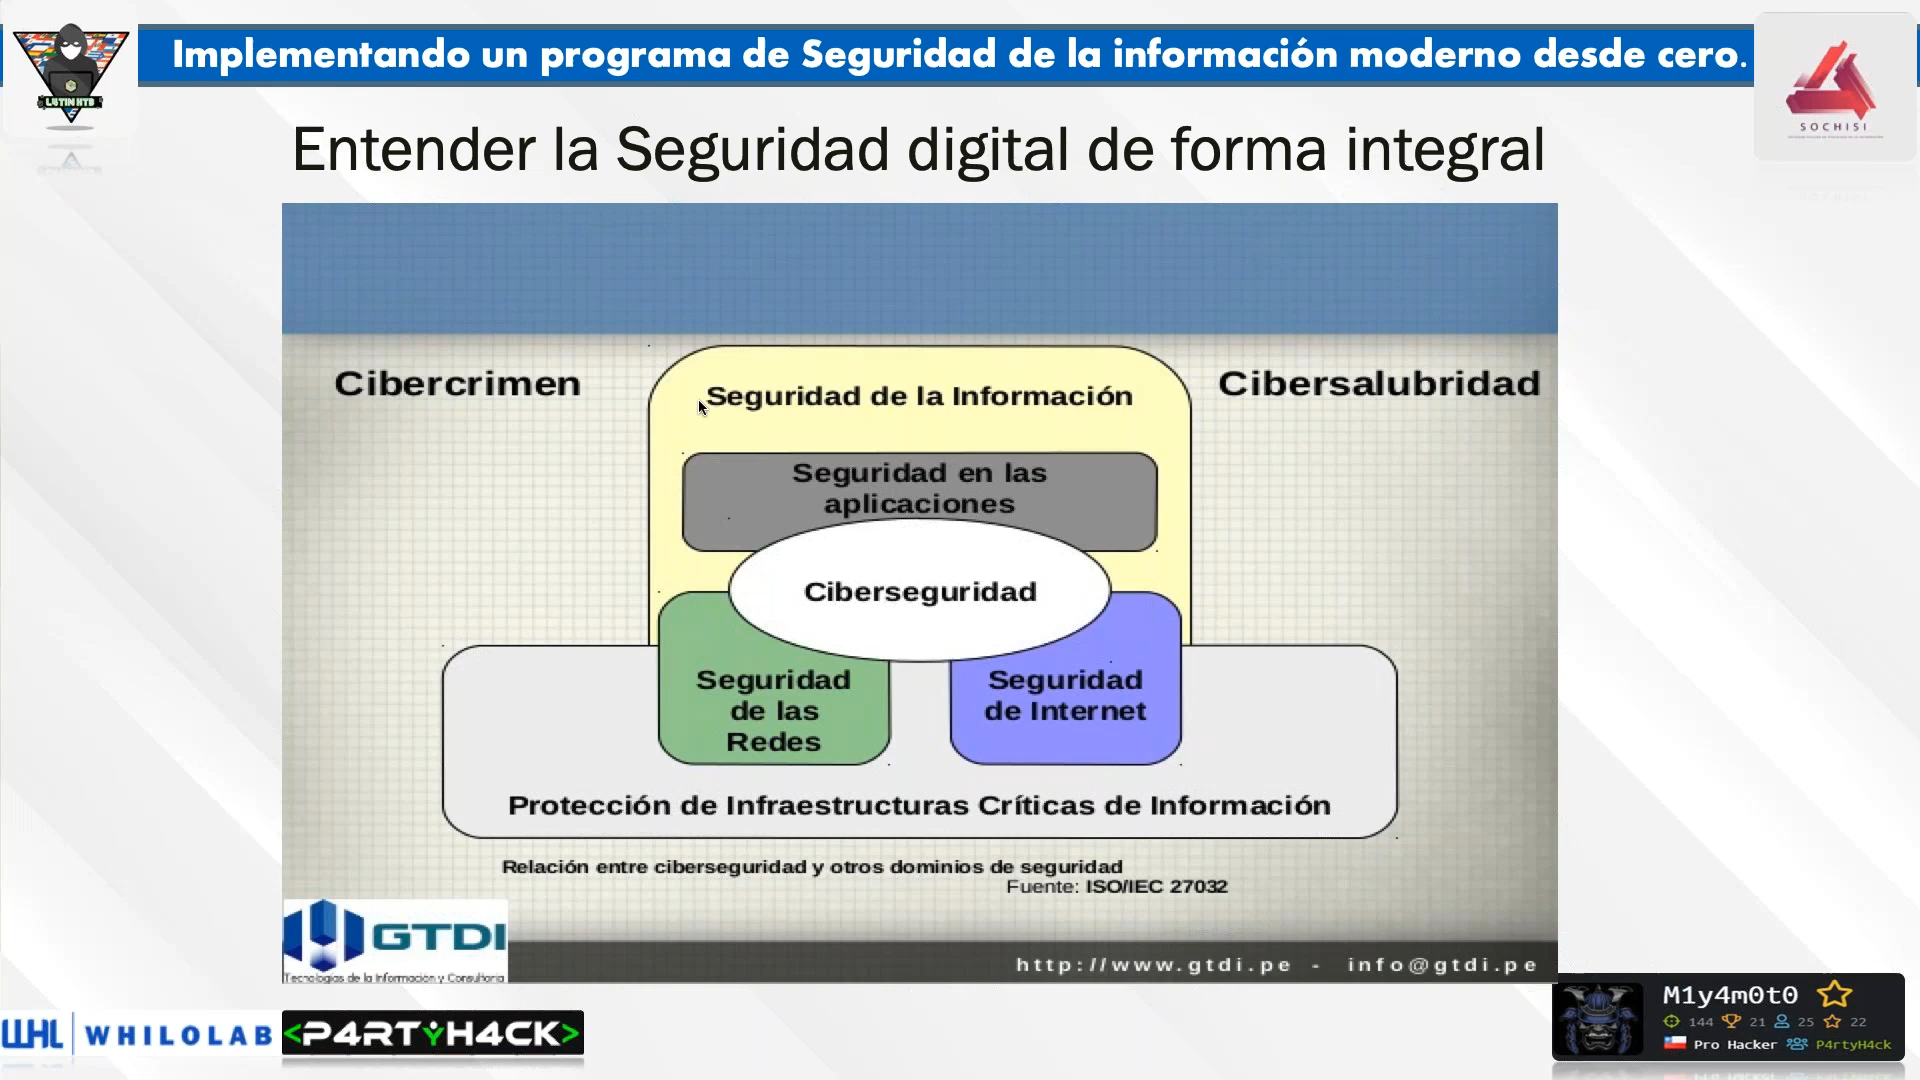 Implementando un programa de Seguridad de la información moderno desde cero.
L4TIN HTB
SOCHISI
Entender la Seguridad digital de forma integral
Cibercrimen
Cibersalubridad
Seguridad de la Información
Seguridad en las
aplicaciones
Ciberseguridad
Seguridad
de las
Redes
Seguridad
de Internet
Protección de Infraestructuras Críticas de Información
Relación entre ciberseguridad y otros dominios de seguridad
Fuente: ISO/IEC 27032
GTDI
Tecnologías de la Información y Consultoria
http://www.gtdi.pe - info@gtdi.pe
WHL WHILOLAB
<P4RTYH4CK>
M1y4m0t0
144 21 25 22
Pro Hacker P4rtyH4ck